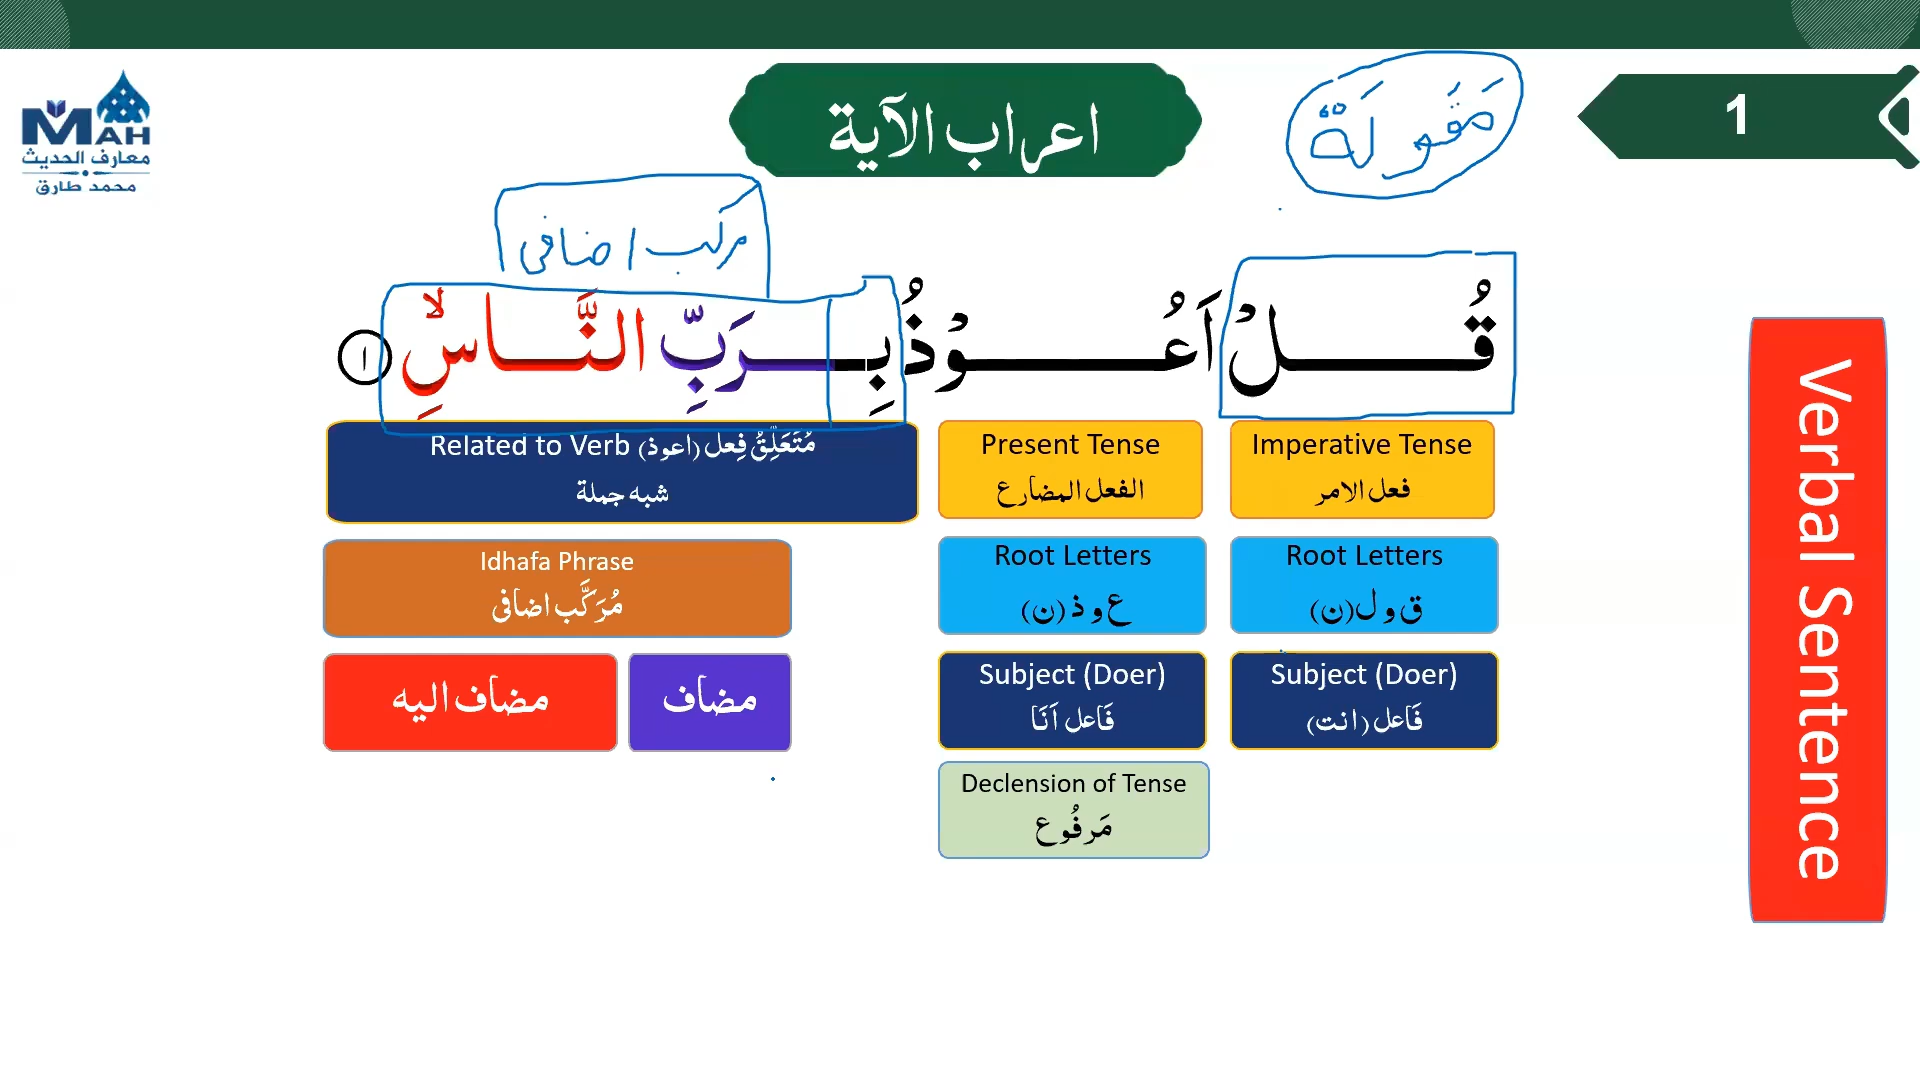 MAH
معارف الحدیث
محمد طارق
اعراب الآية
مَقُولَة
1
مركب اضافى
قُلْ اَعُوْذُ بِرَبِّ النَّاسِۙ ١
Imperative Tense
فعل الامر
Present Tense
الفعل المضارع
Related to Verb مُتَعَلِّقُ فِعل (اعوذ)
شبه جملة
Root Letters
ق و ل (ن)
Root Letters
ع و ذ (ن)
Idhafa Phrase
مُرَكَّب اضافى
Subject (Doer)
فَاعل (انت)
Subject (Doer)
فَاعل اَنَا
مضاف
مضاف اليه
Declension of Tense
مَرفُوع
Verbal Sentence